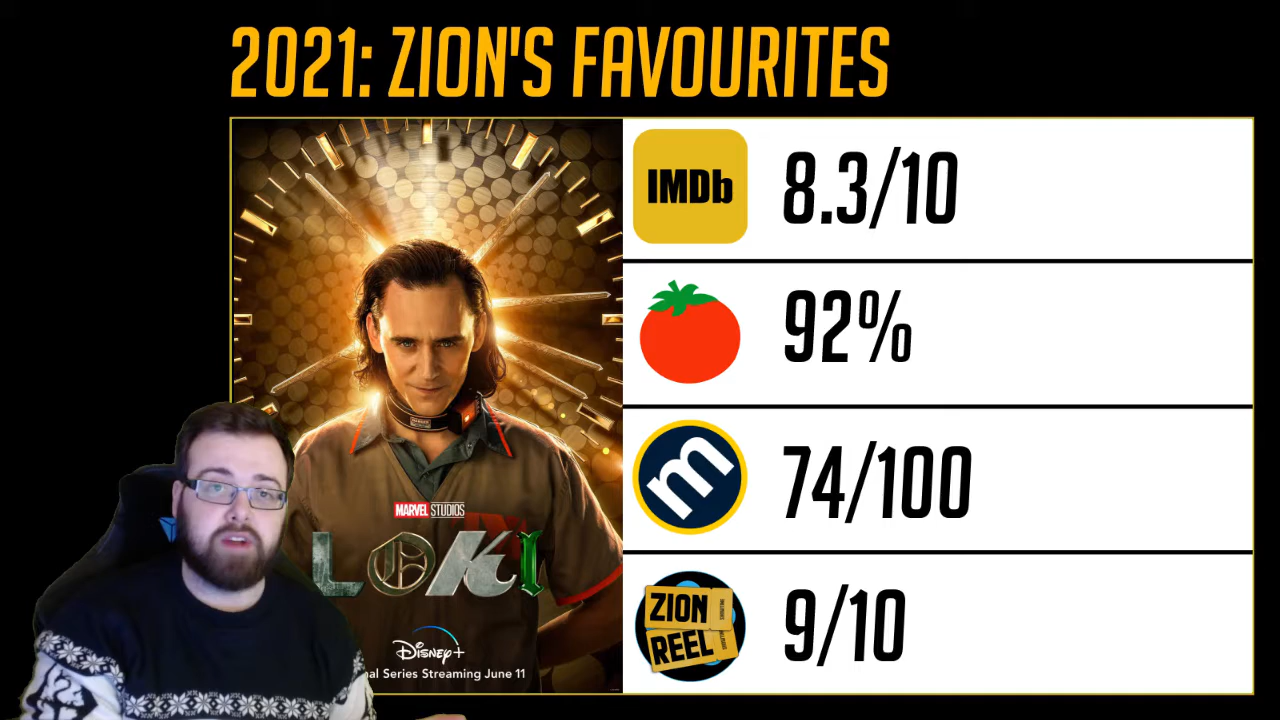 2021: ZION'S FAVOURITES
IMDb
8.3/10
92%
m
74/100
ZION
REEL
9/10
MARVEL STUDIOS
LOKI
Disney+
nal Series Streaming June 11